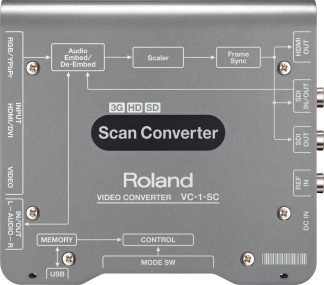 RGB/YPbPr
INPUT
HDMI/DVI
VIDEO
IN/OUT
L – AUDIO – R
Audio
Embed/
De-Embed
Scaler
Frame
Sync
HDMI
OUT
SDI
IN/OUT
SDI
OUT
REF
IN
DC IN
3G HD SD
Scan Converter
Roland
VIDEO CONVERTER VC-1-SC
MEMORY
CONTROL
USB
MODE SW